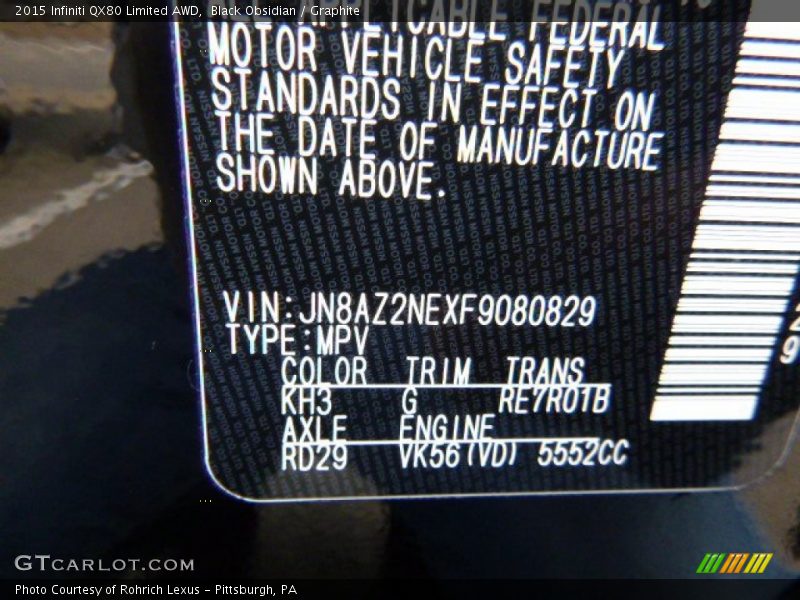 2015 Infiniti QX80 Limited AWD, Black Obsidian / Graphite
APPLICABLE FEDERAL
MOTOR VEHICLE SAFETY
STANDARDS IN EFFECT ON
THE DATE OF MANUFACTURE
SHOWN ABOVE.
VIN:JN8AZ2NEXF9080829
TYPE:MPV
COLOR TRIM TRANS
KH3 G RE7R01B
AXLE ENGINE
RD29 VK56(VD) 5552CC
GTCARLOT.COM
Photo Courtesy of Rohrich Lexus - Pittsburgh, PA